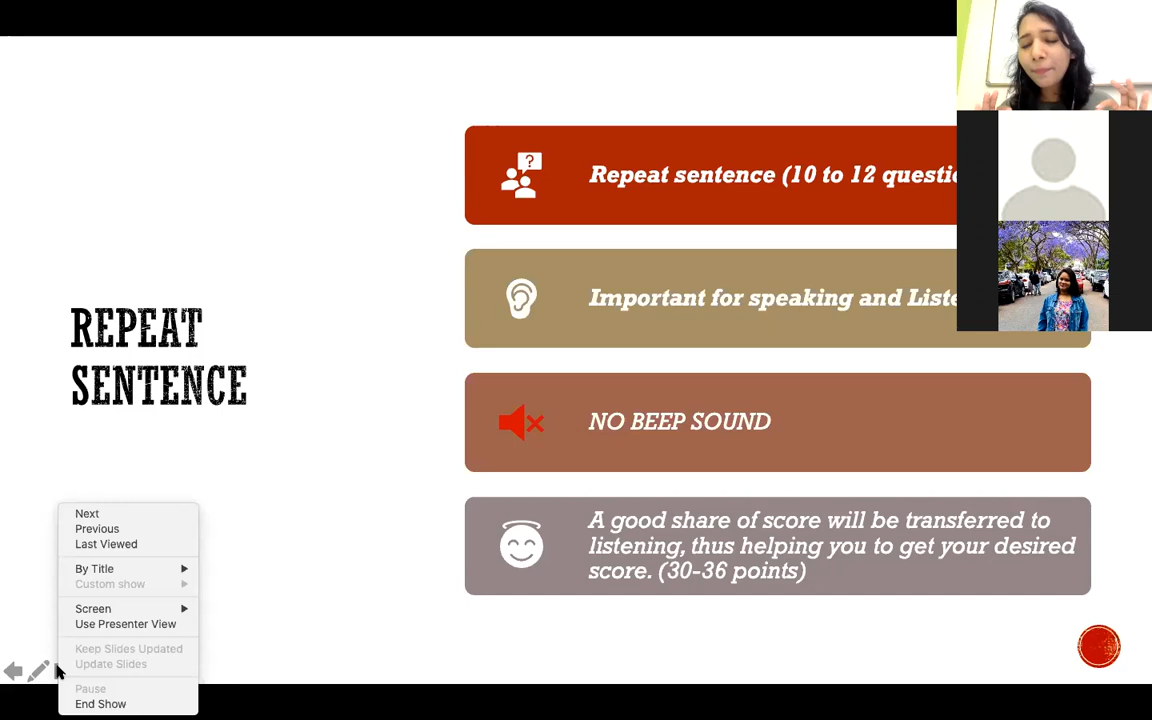 REPEAT
SENTENCE
Repeat sentence (10 to 12
Important for speaking and
NO BEEP SOUND
A good share of score will be transferred to
listening, thus helping you to get your desired
score. (30-36 points)
Next
Previous
Last Viewed
By Title
Custom show
Screen
Use Presenter View
Keep Slides Updated
Update Slides
Pause
End Show